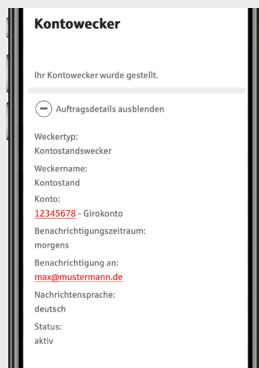 Kontowecker
Ihr Kontowecker wurde gestellt.
Auftragsdetails ausblenden
Weckertyp:
Kontostandswecker
Weckername:
Kontostand
Konto:
12345678 - Girokonto
Benachrichtigungszeitraum:
morgens
Benachrichtigung an:
max@mustermann.de
Nachrichtensprache:
deutsch
Status:
aktiv